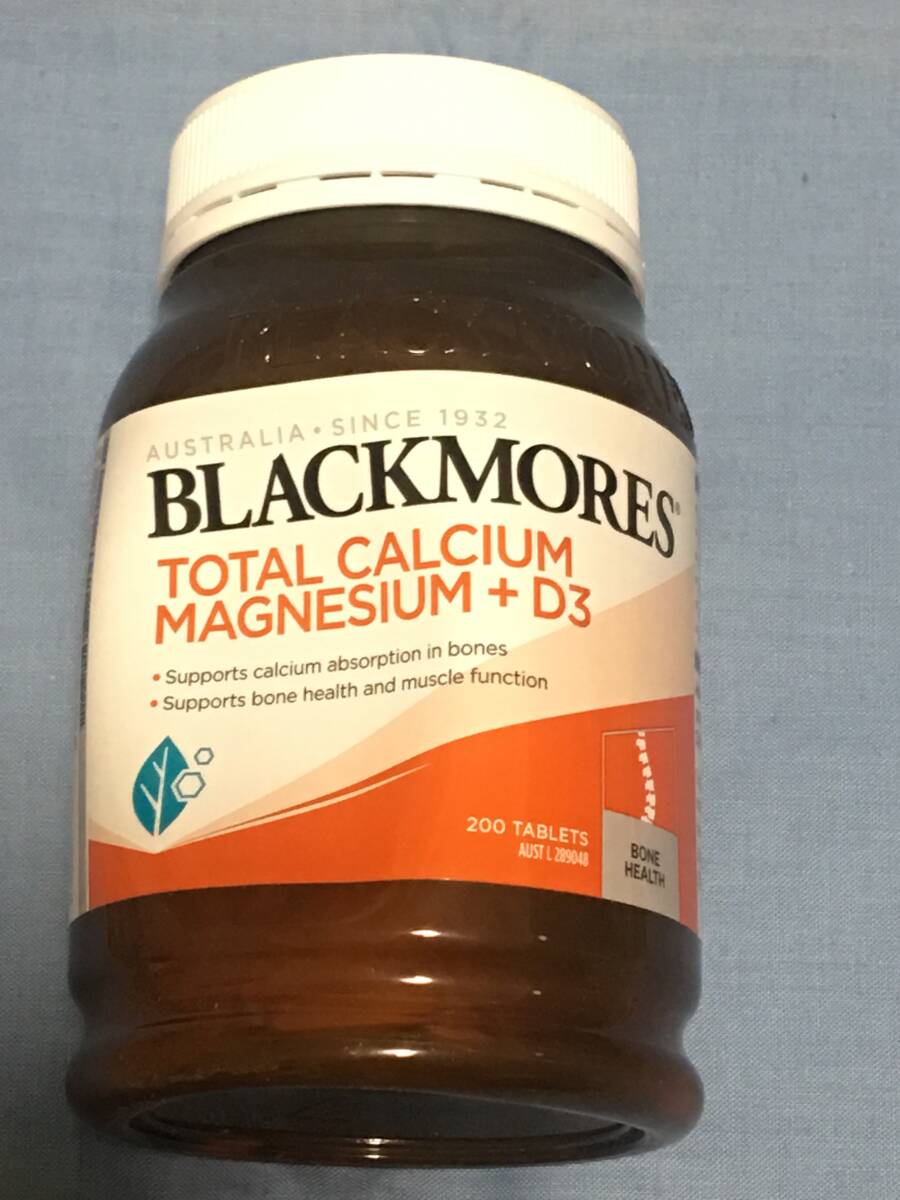 AUSTRALIA • SINCE 1932
BLACKMORES®
TOTAL CALCIUM
MAGNESIUM + D3
• Supports calcium absorption in bones
• Supports bone health and muscle function
200 TABLETS
AUST L 289048
BONE
HEALTH